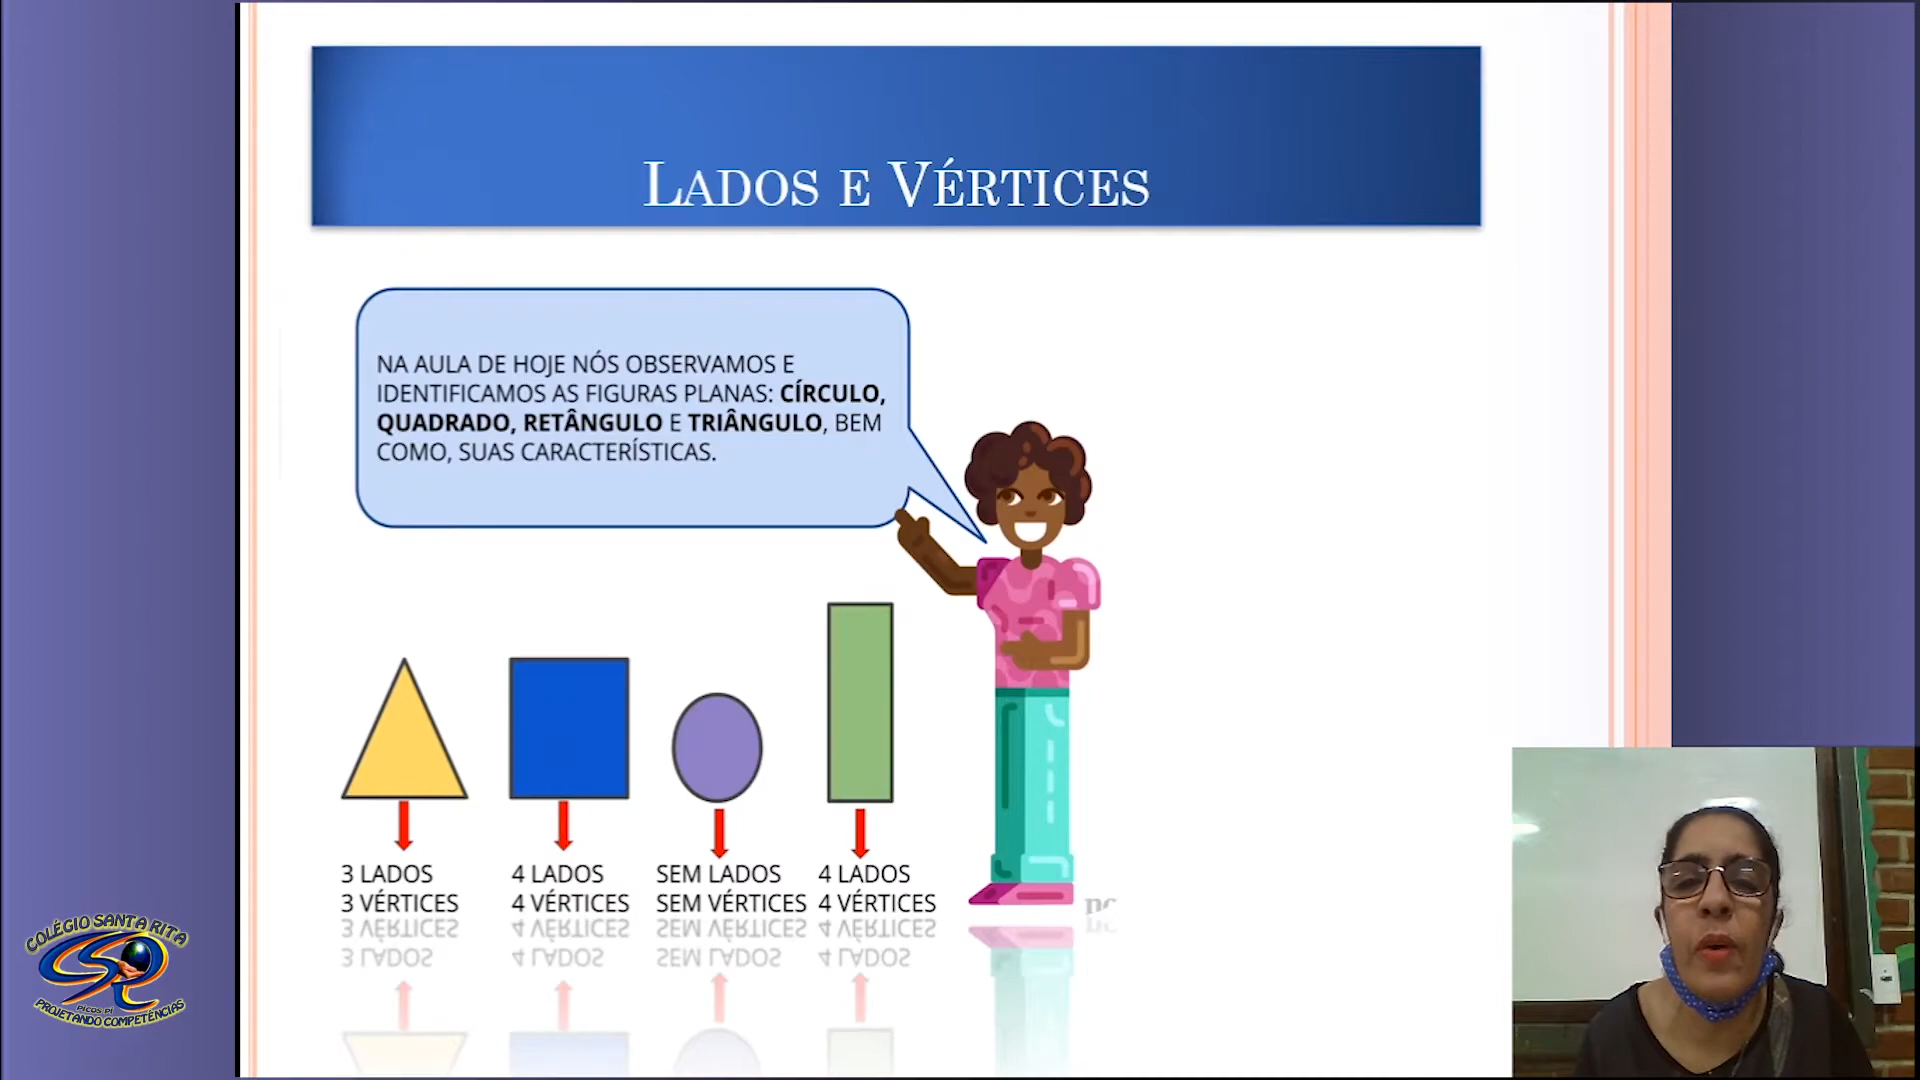 LADOS E VÉRTICES
NA AULA DE HOJE NÓS OBSERVAMOS E
IDENTIFICAMOS AS FIGURAS PLANAS: CÍRCULO,
QUADRADO, RETÂNGULO E TRIÂNGULO, BEM
COMO, SUAS CARACTERÍSTICAS.
3 LADOS
3 VÉRTICES
4 LADOS
4 VÉRTICES
SEM LADOS
SEM VÉRTICES
4 LADOS
4 VÉRTICES
COLÉGIO SANTA RITA
PICOS PI
PROJETANDO COMPETÊNCIAS